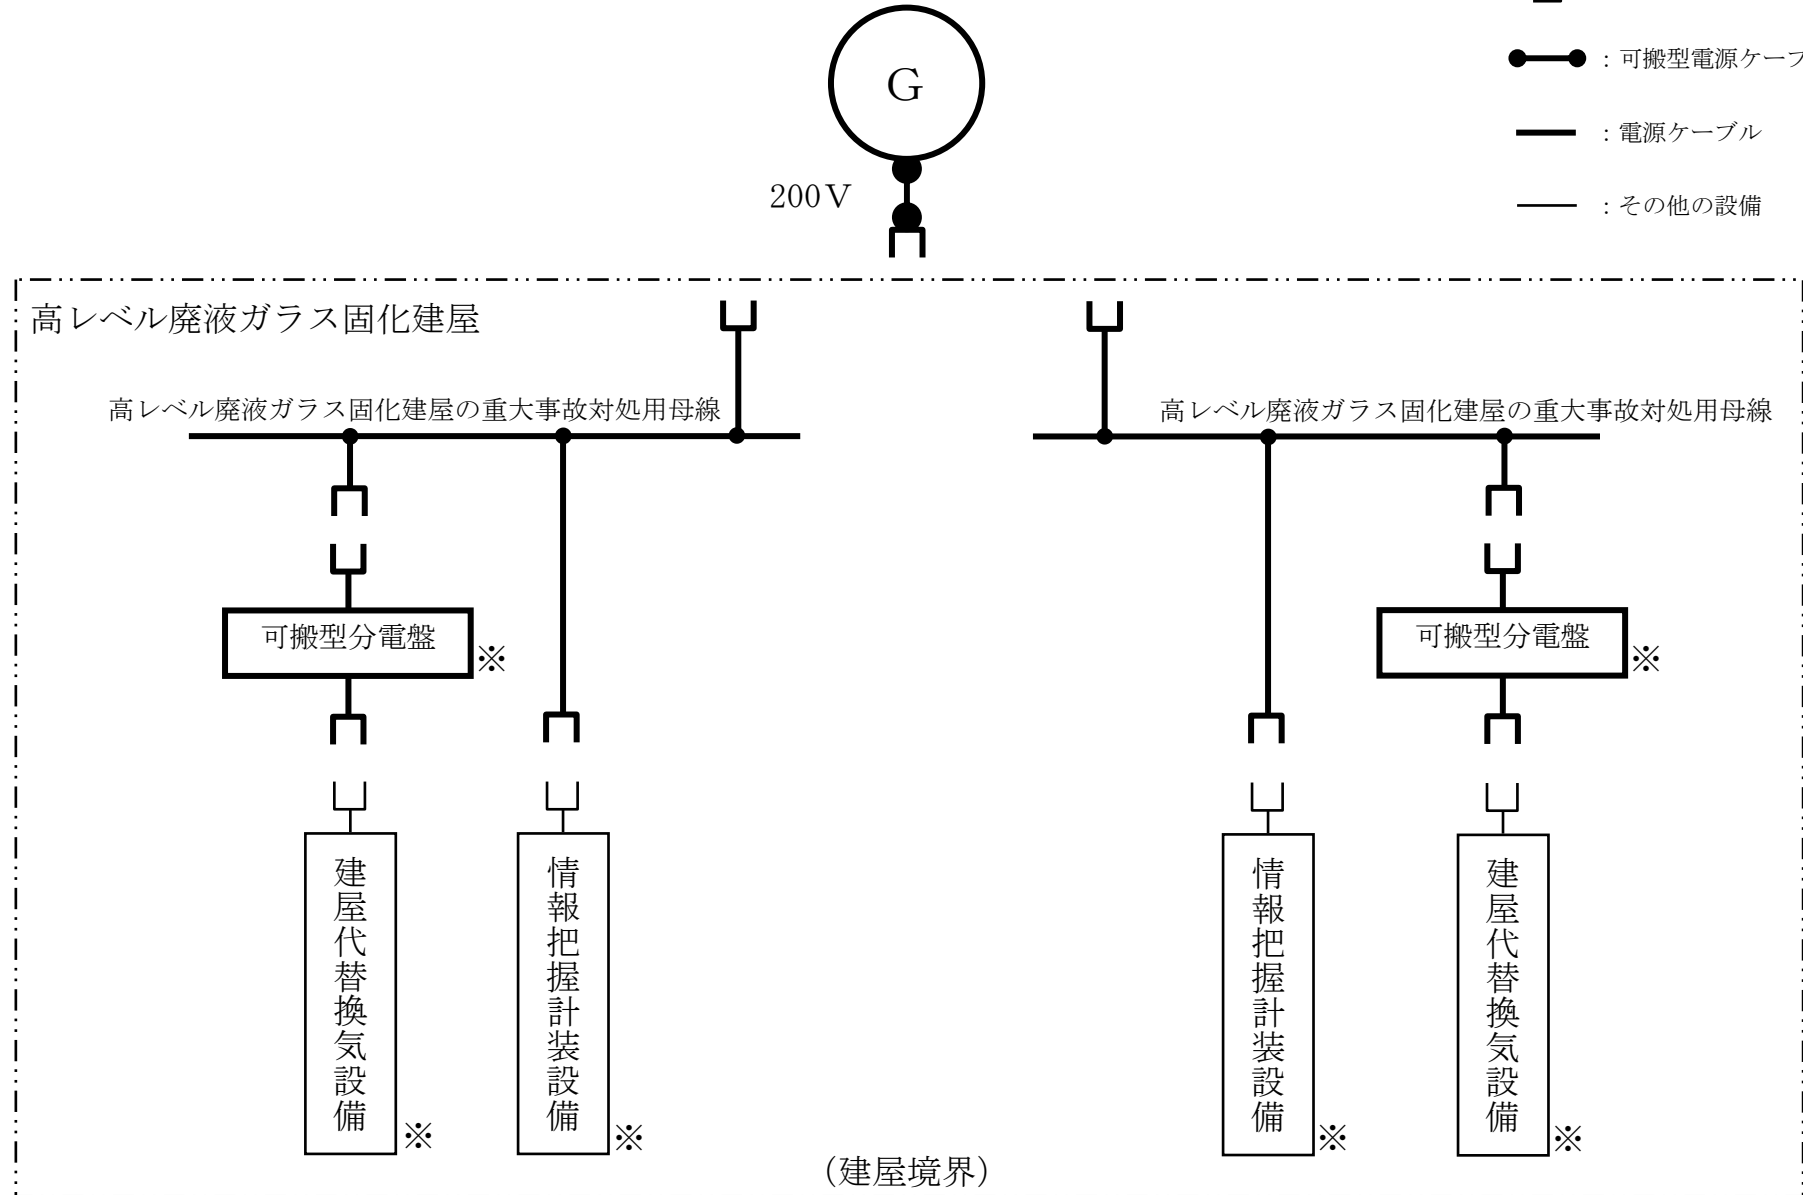 G
：可搬型電源ケーブ
：電源ケーブル
200V
：その他の設備
高レベル廃液ガラス固化建屋
高レベル廃液ガラス固化建屋の重大事故対処用母線
高レベル廃液ガラス固化建屋の重大事故対処用母線
可搬型分電盤
※
可搬型分電盤
※
建屋代替換気設備
※
情報把握計装設備
※
情報把握計装設備
※
建屋代替換気設備
※
（建屋境界）